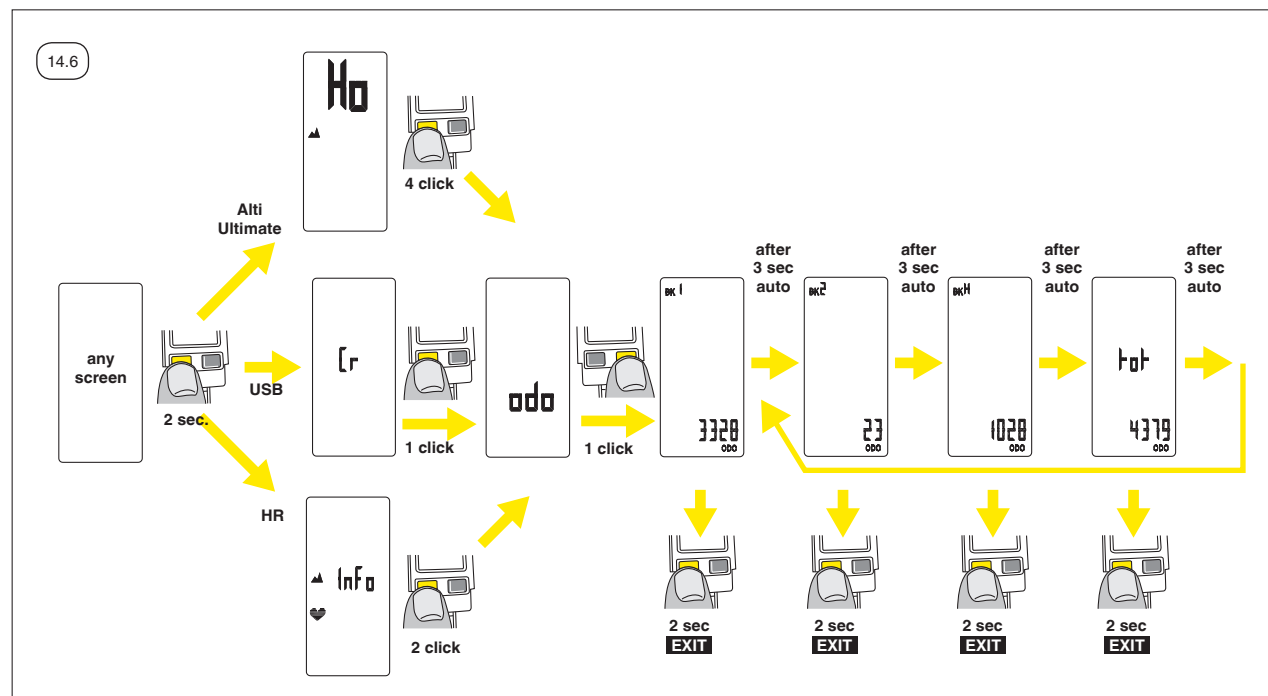 14.6
Ho
4 click
Alti
Ultimate
any
screen
2 sec.
USB
Cr
1 click
odo
1 click
HR
InFo
2 click
BK 1
3328
ODO
after
3 sec
auto
BK2
23
ODO
after
3 sec
auto
BKH
1028
ODO
after
3 sec
auto
tot
4379
ODO
after
3 sec
auto
2 sec
EXIT
2 sec
EXIT
2 sec
EXIT
2 sec
EXIT